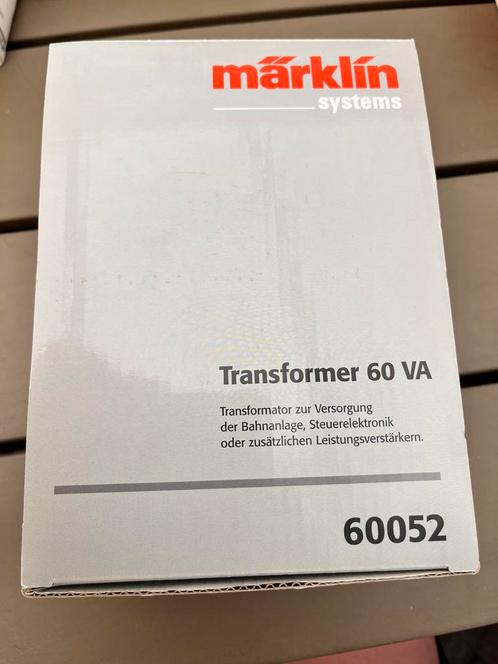 märklin
systems
Transformer 60 VA
Transformator zur Versorgung
der Bahnanlage, Steuerelektronik
oder zusätzlichen Leistungsverstärkern.
60052